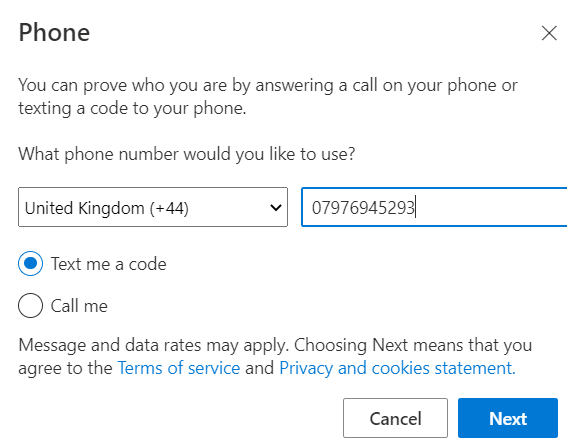 Phone
You can prove who you are by answering a call on your phone or
texting a code to your phone.
What phone number would you like to use?
United Kingdom (+44) 07976945293
Text me a code
Call me
Message and data rates may apply. Choosing Next means that you
agree to the Terms of service and Privacy and cookies statement.
Cancel Next